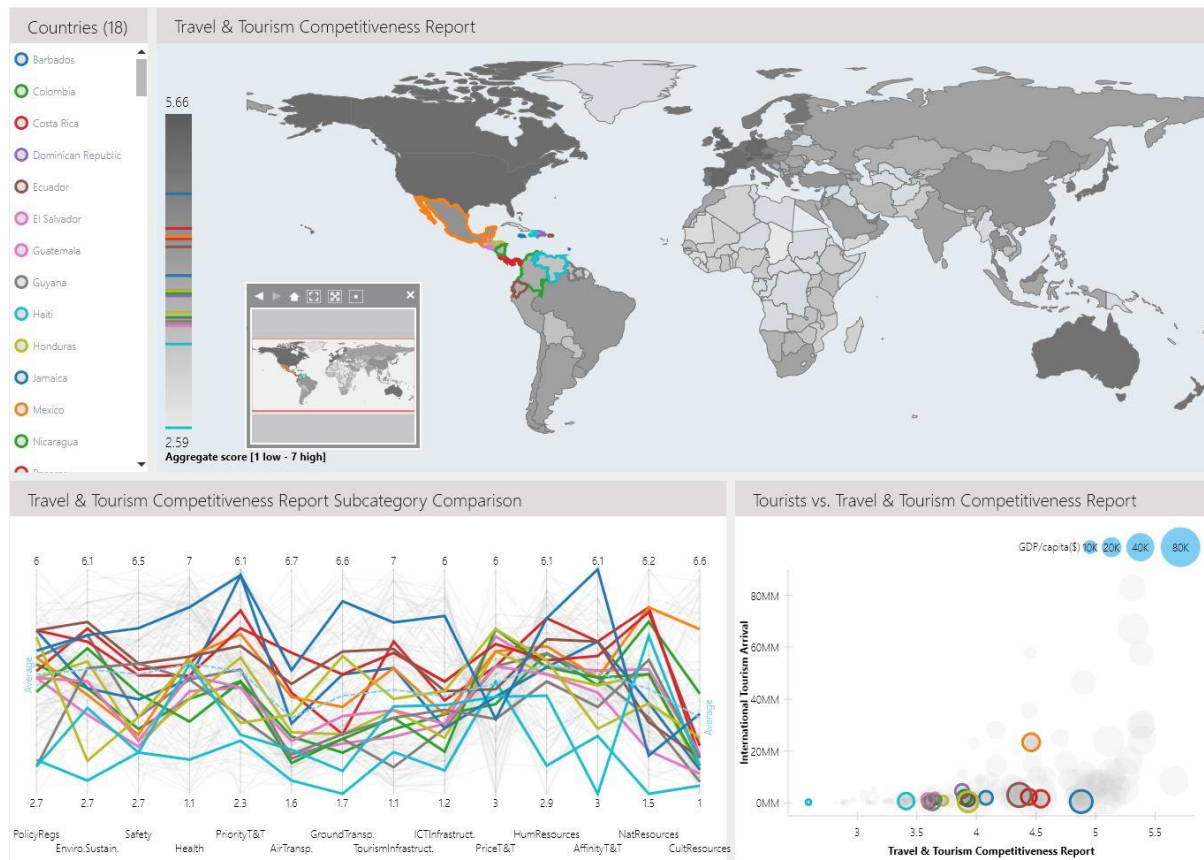 Countries (18)
Travel & Tourism Competitiveness Report
Barbados
Colombia
Costa Rica
Dominican Republic
Ecuador
El Salvador
Guatemala
Guyana
Haiti
Honduras
Jamaica
Mexico
Nicaragua
5.66
2.59
Aggregate score [1 low - 7 high]
Travel & Tourism Competitiveness Report Subcategory Comparison
6 6.1 6.5 7 6.1 6.7 6.6 7 6 6.1 6.1 6.2 6.6
Average
Average
2.7 2.7 2.7 1.1 2.3 1.6 1.7 1.1 1.2 3 2.9 3 1.5 1
PolicyRegs Safety PriorityT&T GroundTransp. ICTInfrastruct. HumResources NatResources
Enviro.Sustain. Health AirTransp. TourismInfrastruct. PriceT&T AffinityT&T CultResources
Tourists vs. Travel & Tourism Competitiveness Report
GDP/capita($) 10K 20K 40K 80K
International Tourism Arrival
80MM
60MM
40MM
20MM
0MM
3 3.5 4 4.5 5 5.5
Travel & Tourism Competitiveness Report